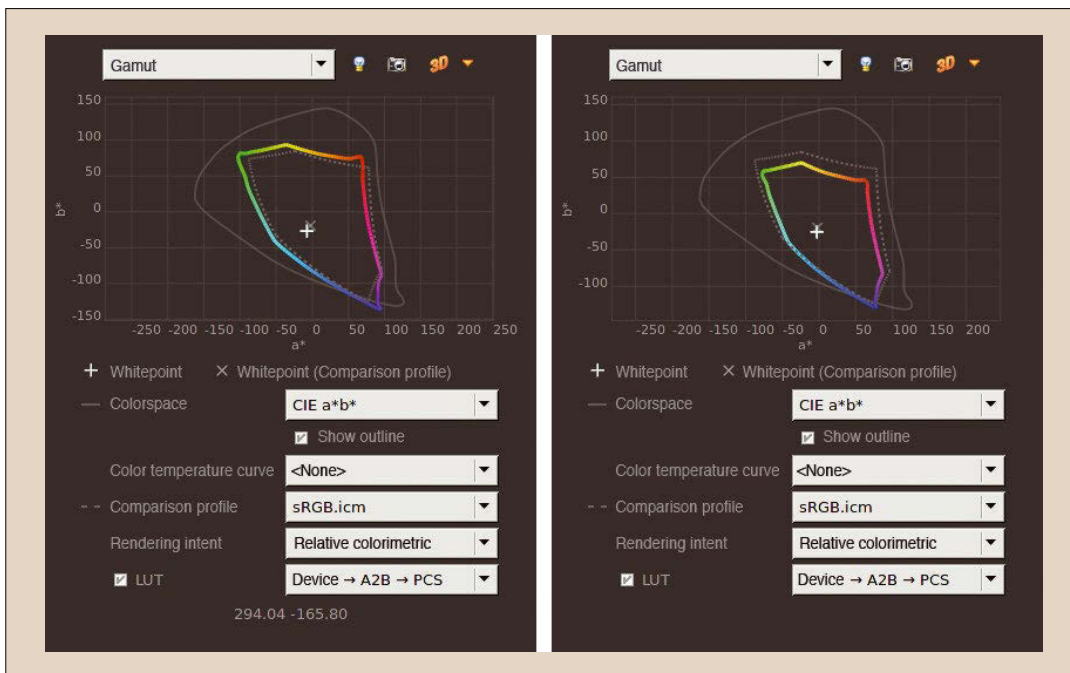 Gamut
3D
150
100
50
0
-50
-100
-150
b*
-250 -200 -150 -100 -50 0 50 100 150 200 250
a*
+ Whitepoint × Whitepoint (Comparison profile)
— Colorspace CIE a*b*
Show outline
Color temperature curve <None>
-- Comparison profile sRGB.icm
Rendering intent Relative colorimetric
LUT Device → A2B → PCS
294.04 -165.80
Gamut
3D
150
100
50
0
-50
-100
b*
-250 -200 -150 -100 -50 0 50 100 150 200
a*
+ Whitepoint × Whitepoint (Comparison profile)
— Colorspace CIE a*b*
Show outline
Color temperature curve <None>
-- Comparison profile sRGB.icm
Rendering intent Relative colorimetric
LUT Device → A2B → PCS